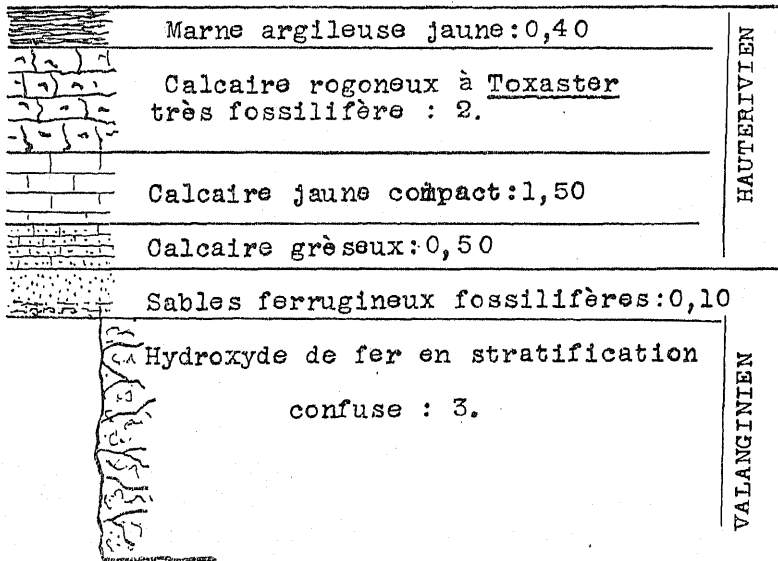 Marne argileuse jaune:0,40
Calcaire rogoneux à Toxaster
très fossilifère : 2.
Calcaire jaune compact:1,50
Calcaire grèseux:0,50
Sables ferrugineux fossilifères:0,10
Hydroxyde de fer en stratification
confuse : 3.
HAUTERIVIEN
VALANGINIEN